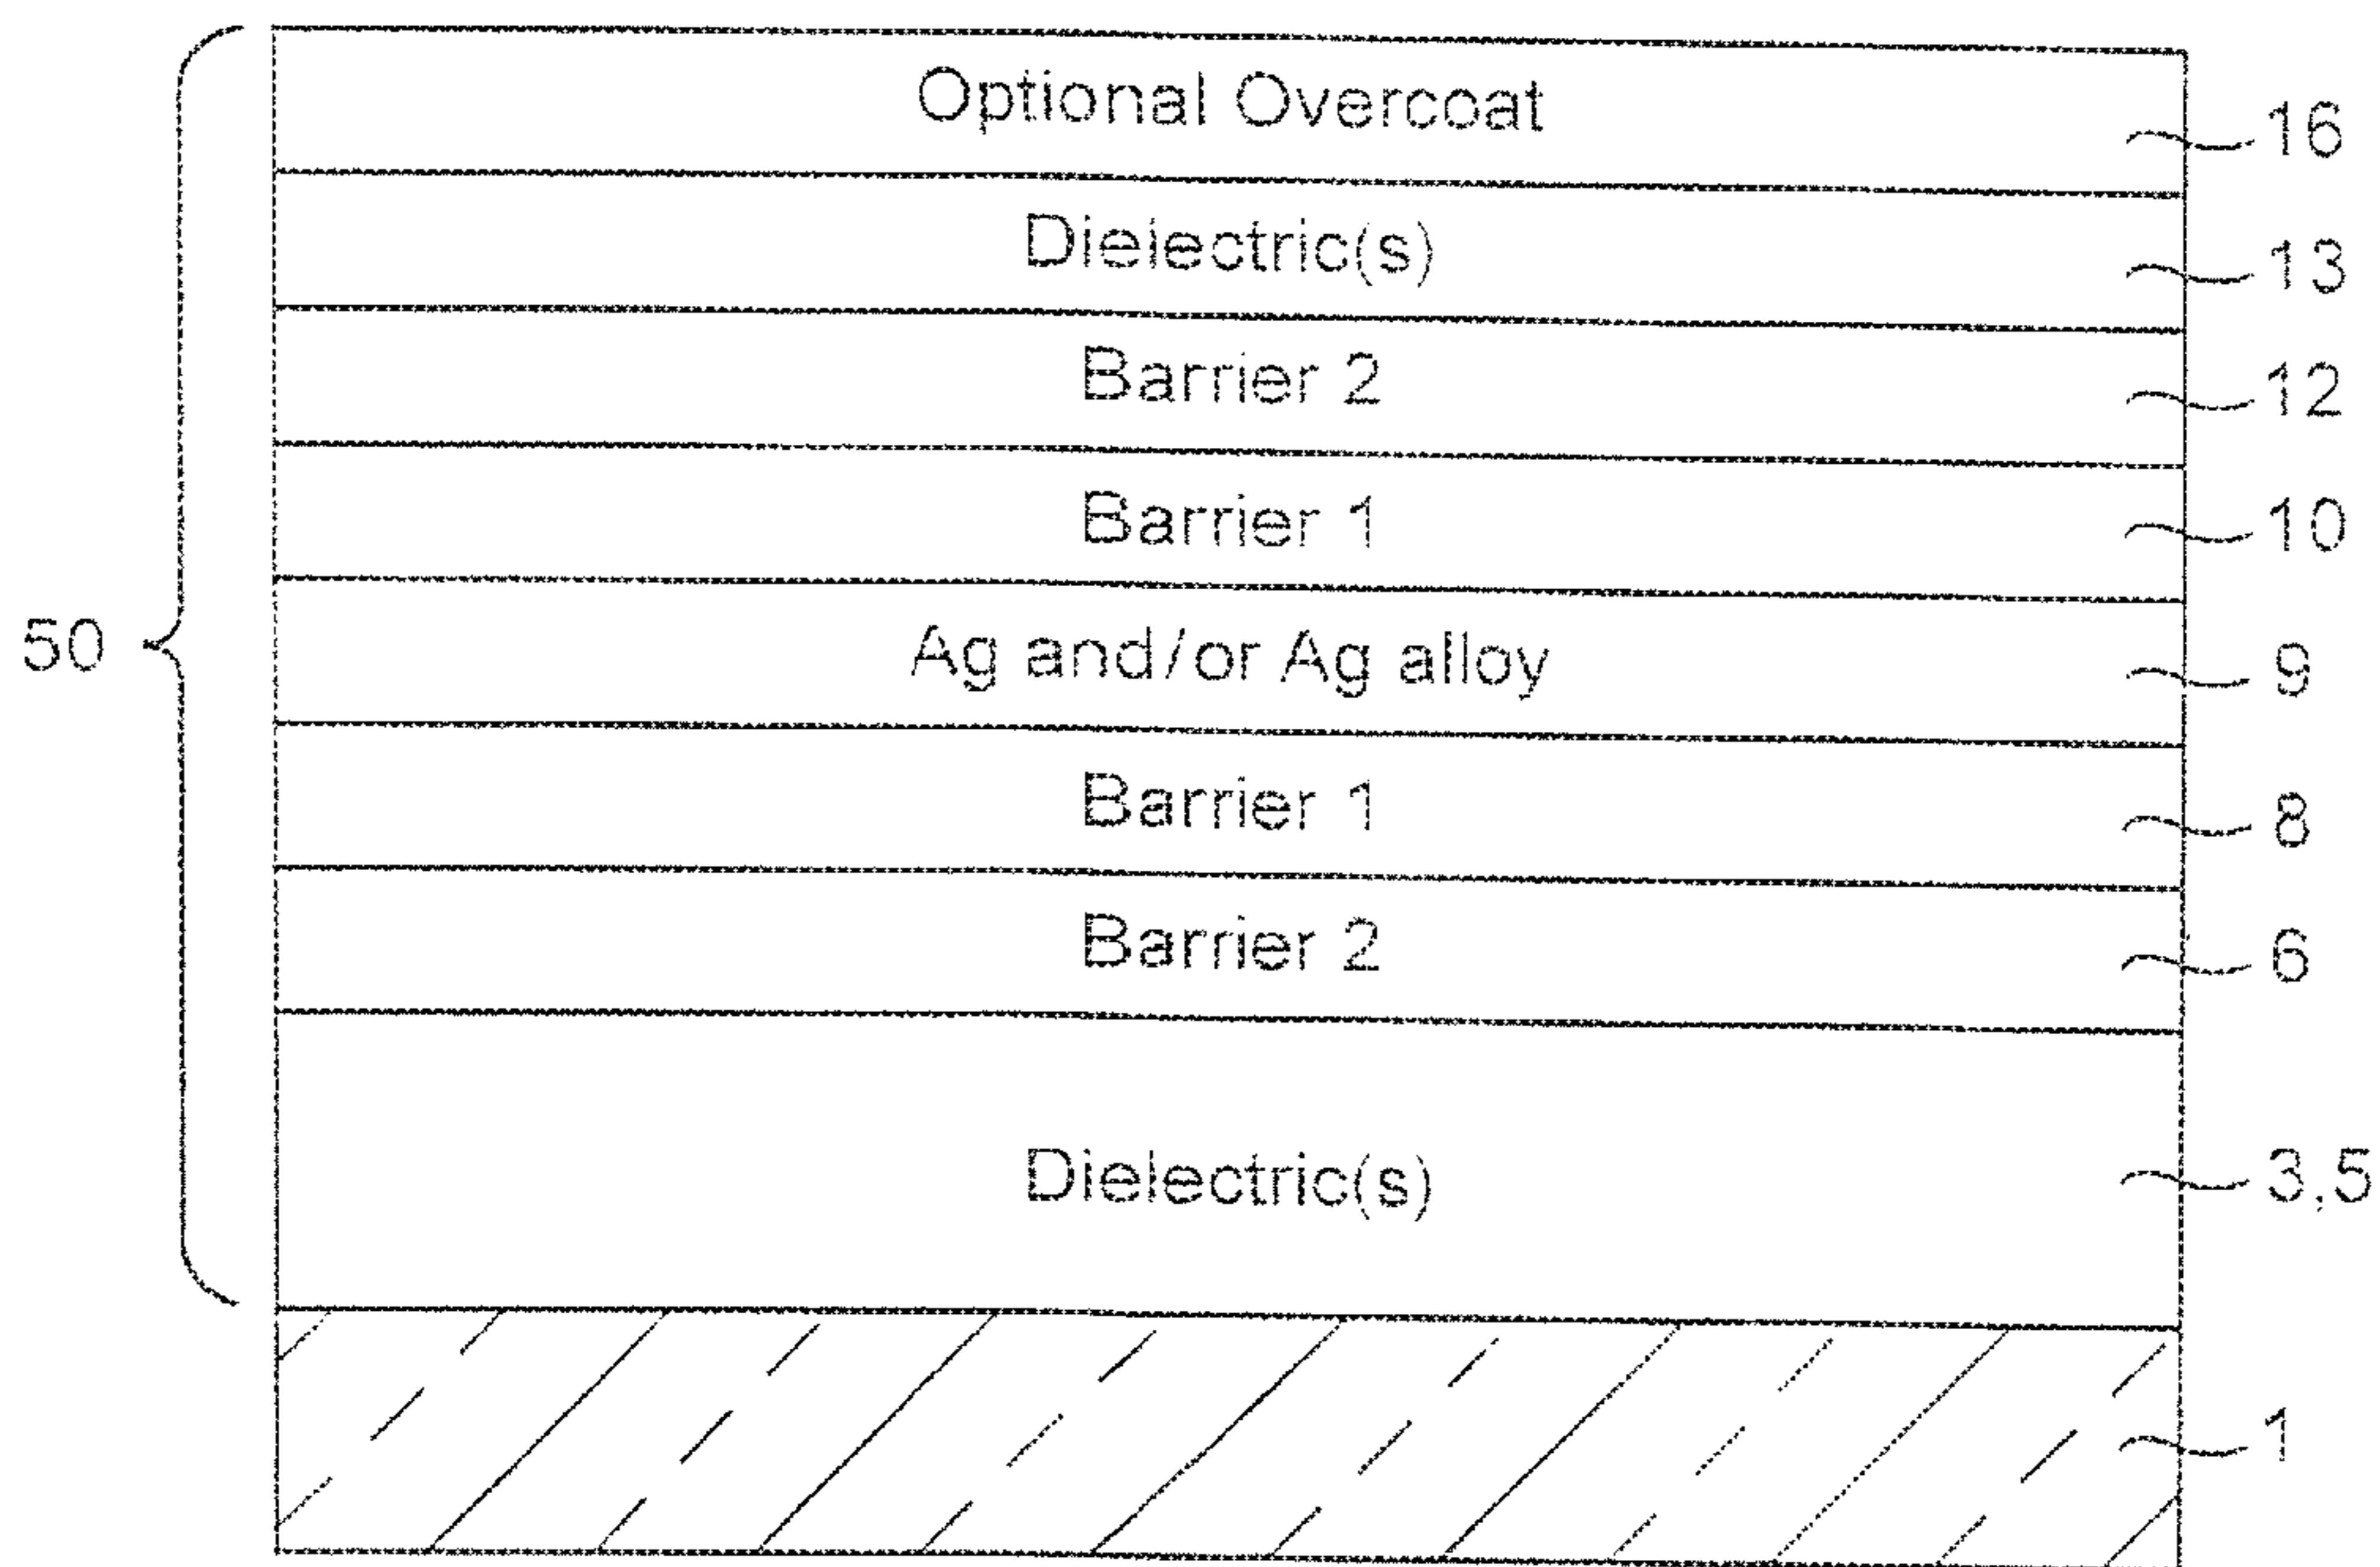 Optional Overcoat 16
Dielectric(s) 13
Barrier 2 12
Barrier 1 10
50 Ag and/or Ag alloy 9
Barrier 1 8
Barrier 2 6
Dielectric(s) 3,5
1